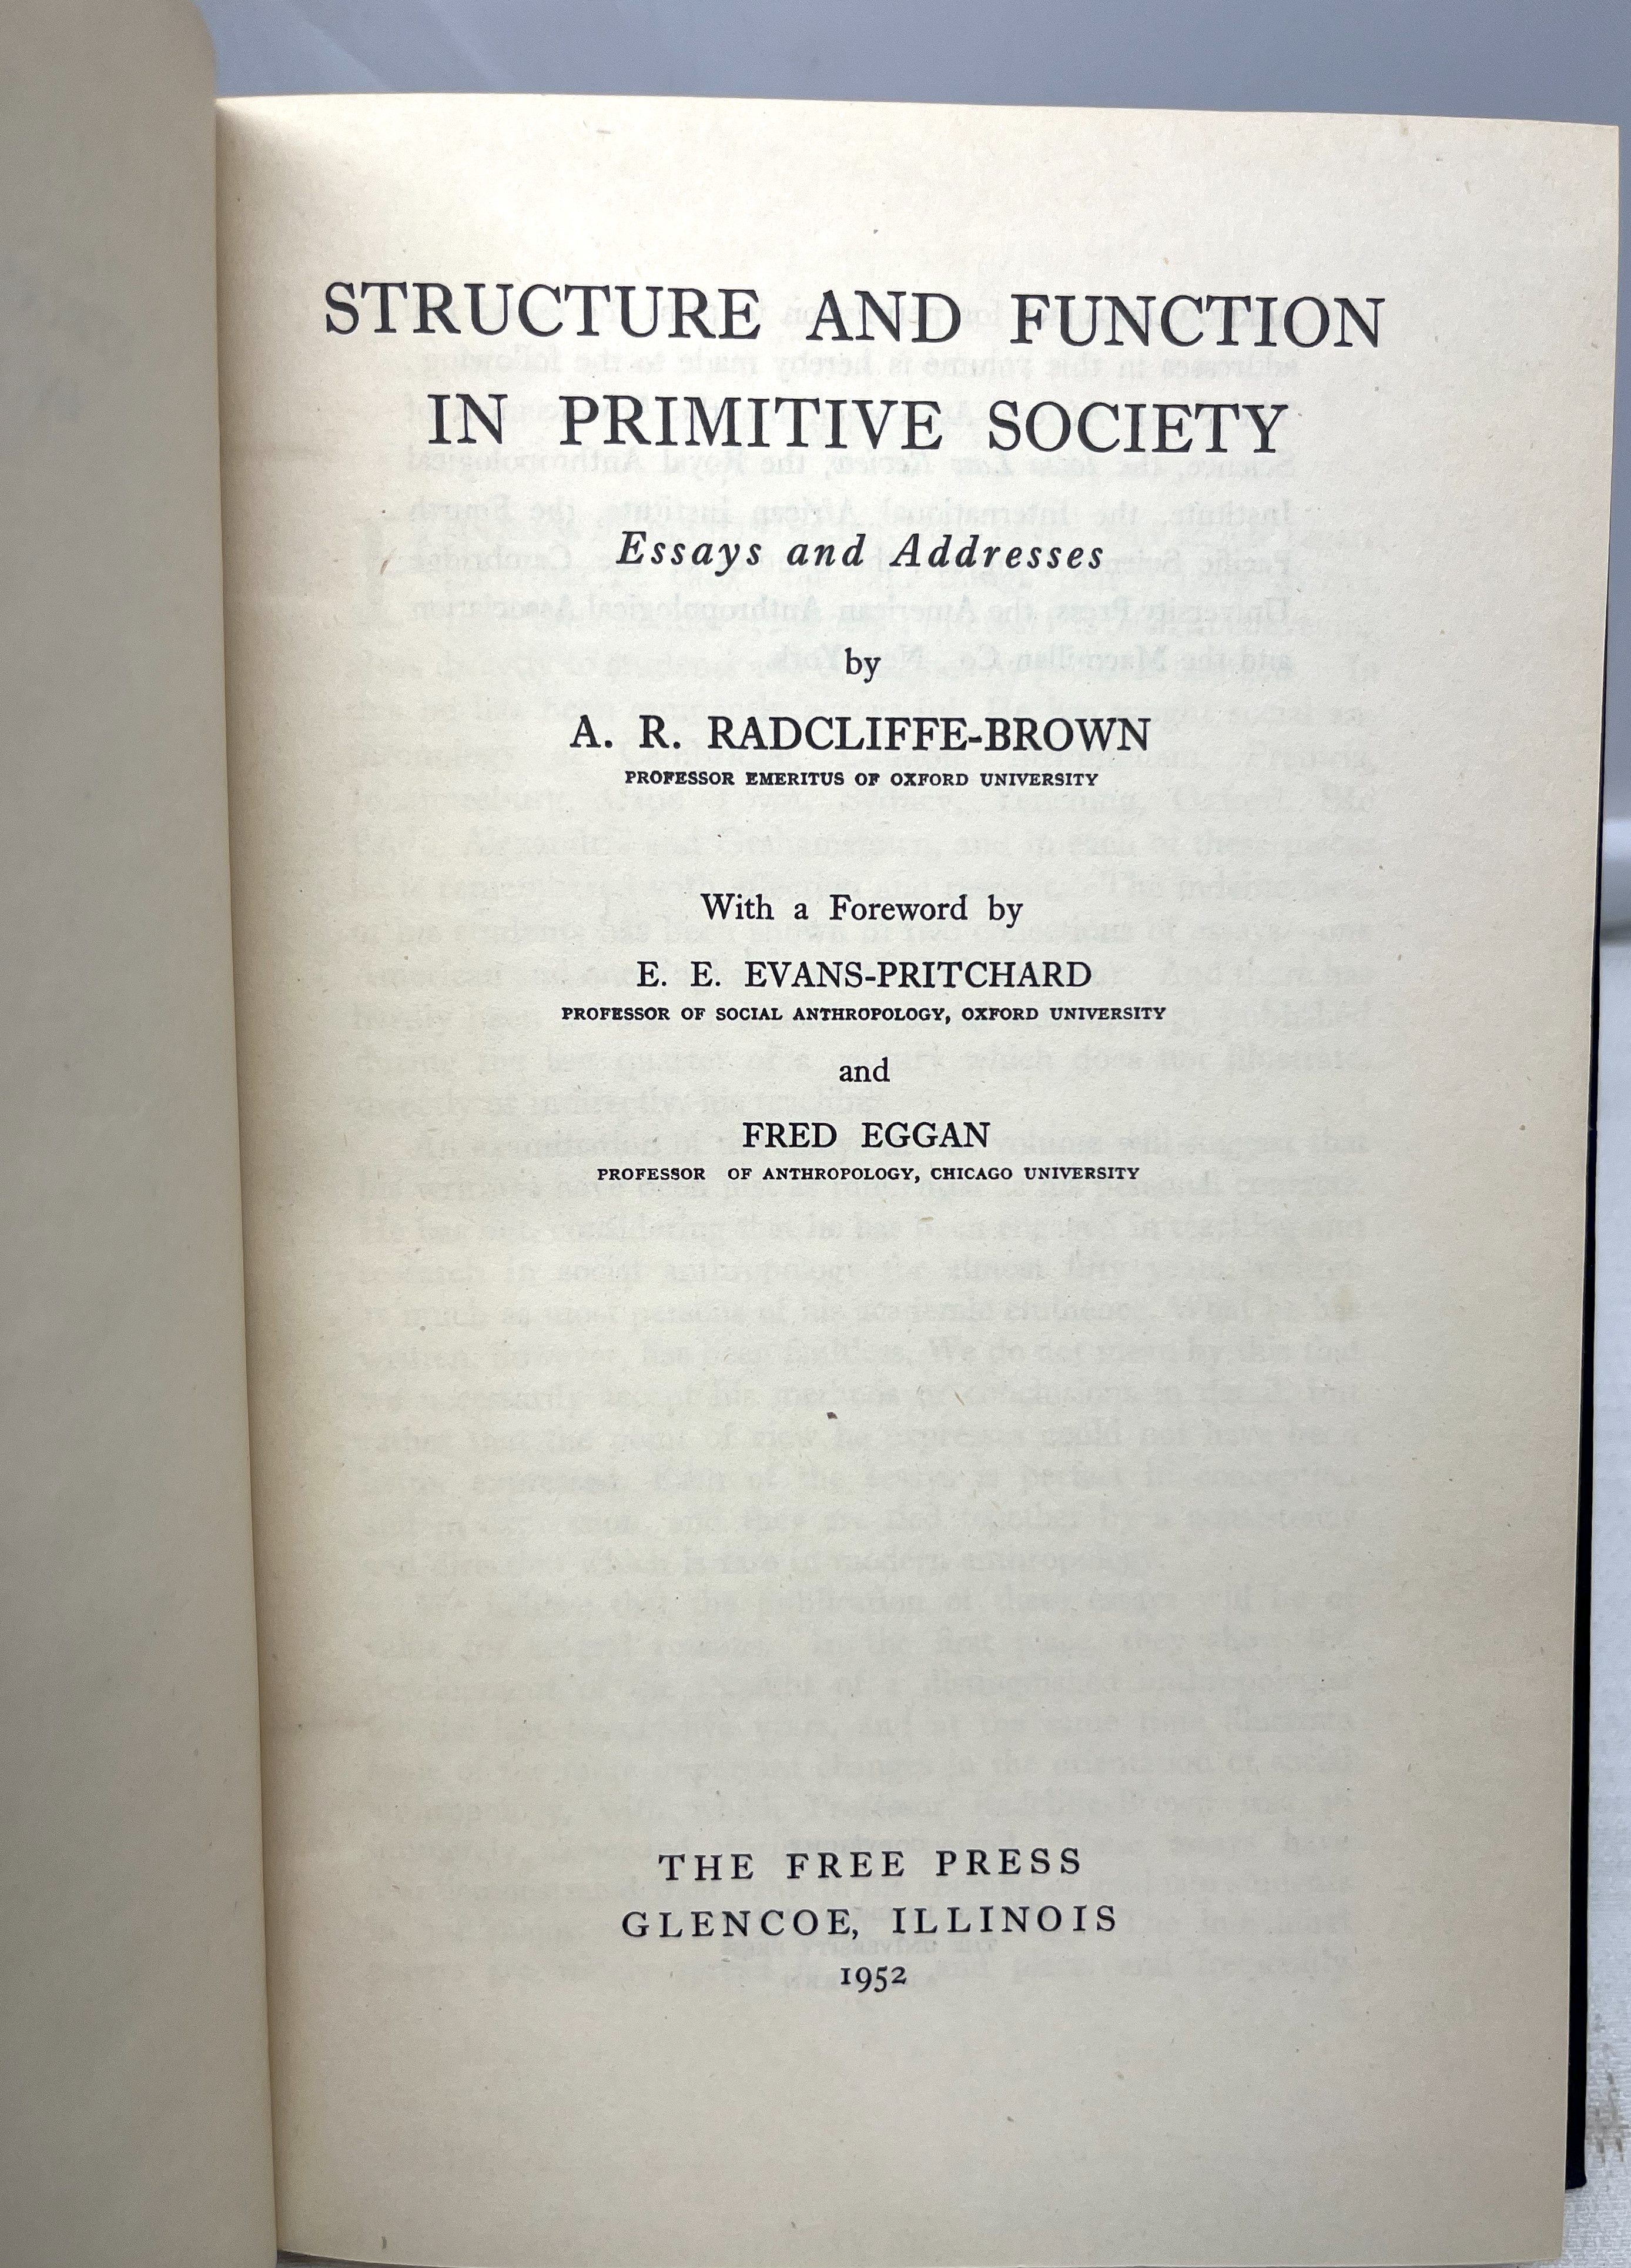 STRUCTURE AND FUNCTION
IN PRIMITIVE SOCIETY
Essays and Addresses
by
A. R. RADCLIFFE-BROWN
PROFESSOR EMERITUS OF OXFORD UNIVERSITY
With a Foreword by
E. E. EVANS-PRITCHARD
PROFESSOR OF SOCIAL ANTHROPOLOGY, OXFORD UNIVERSITY
and
FRED EGGAN
PROFESSOR OF ANTHROPOLOGY, CHICAGO UNIVERSITY
THE FREE PRESS
GLENCOE, ILLINOIS
1952